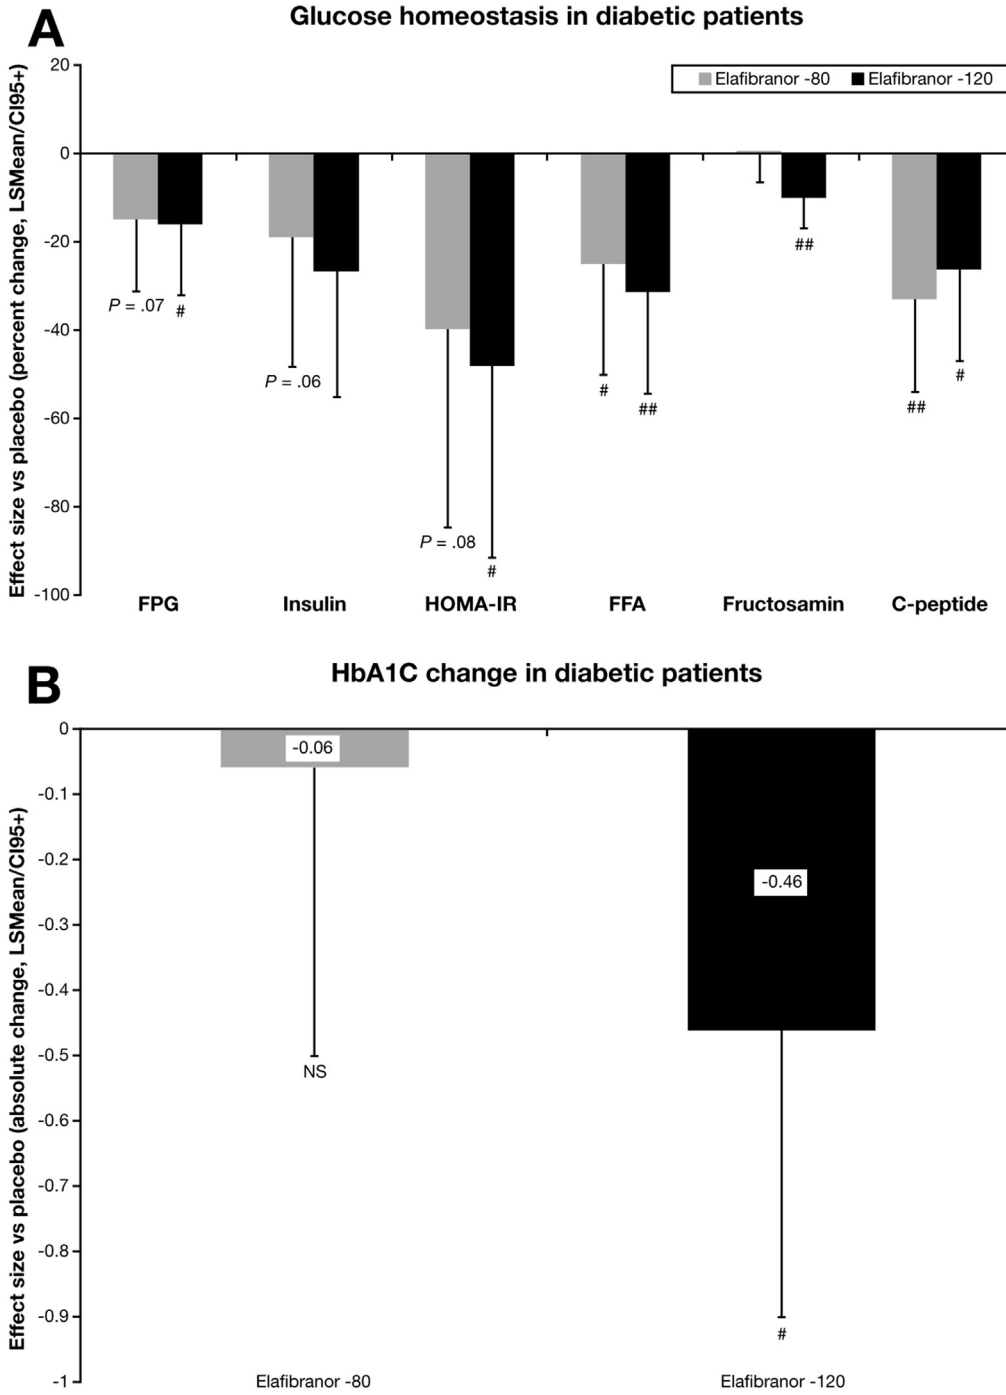 A
Glucose homeostasis in diabetic patients
Elafibranor -80 Elafibranor -120
Effect size vs placebo (percent change, LSMean/CI95+)
20
0
-20
-40
-60
-80
-100
P = .07
#
P = .06
P = .08
#
#
##
##
##
#
FPG Insulin HOMA-IR FFA Fructosamin C-peptide
B
HbA1C change in diabetic patients
Effect size vs placebo (absolute change, LSMean/CI95+)
0
-0.1
-0.2
-0.3
-0.4
-0.5
-0.6
-0.7
-0.8
-0.9
-1
-0.06
NS
-0.46
#
Elafibranor -80 Elafibranor -120